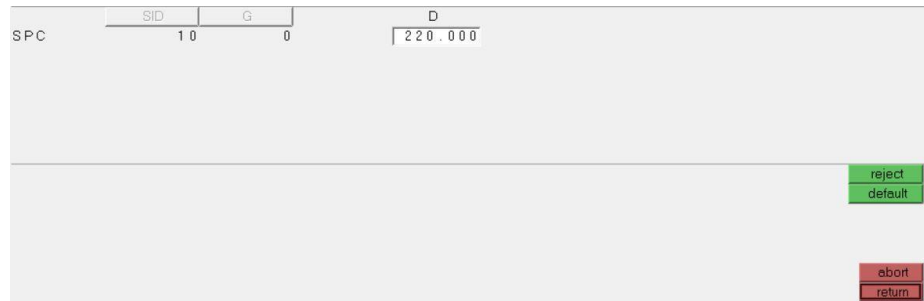 SID G D
SPC 10 0 220.000
reject
default
abort
return